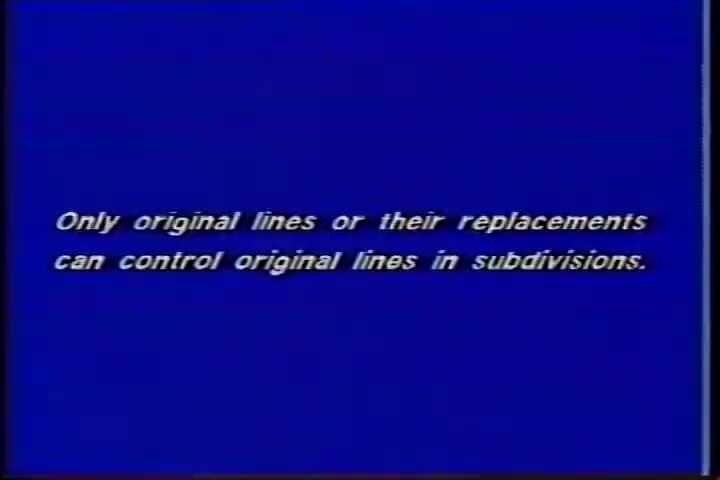 Only original lines or their replacements
can control original lines in subdivisions.